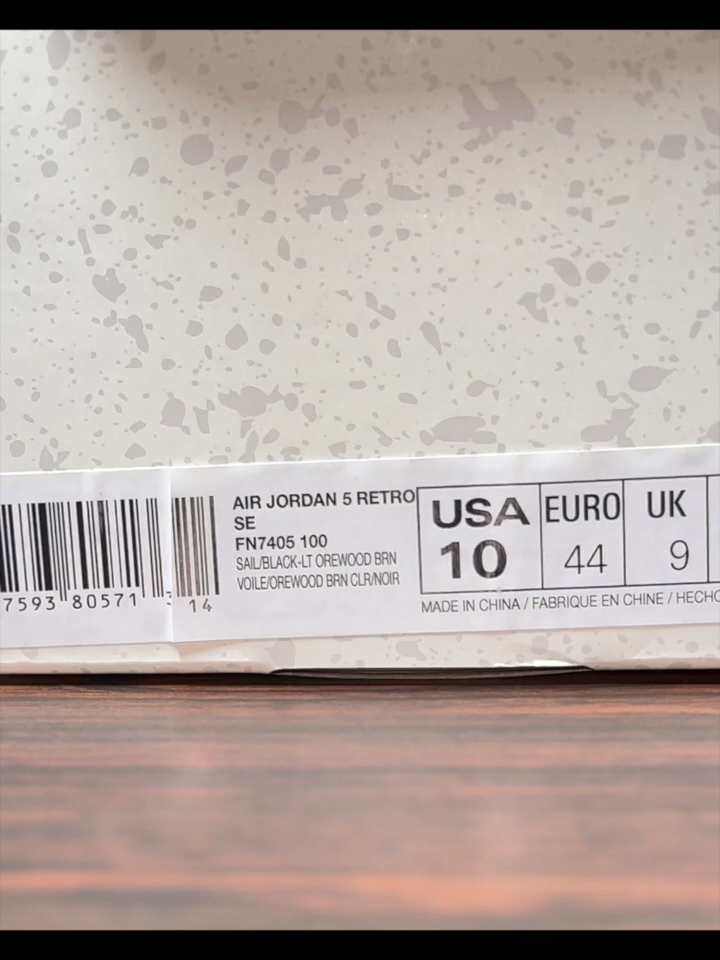 AIR JORDAN 5 RETRO
SE
FN7405 100
SAIL/BLACK-LT OREWOOD BRN
VOILE/OREWOOD BRN CLR/NOIR
USA EURO UK
10 44 9
MADE IN CHINA / FABRIQUE EN CHINE / HECHO
7593 80571
14